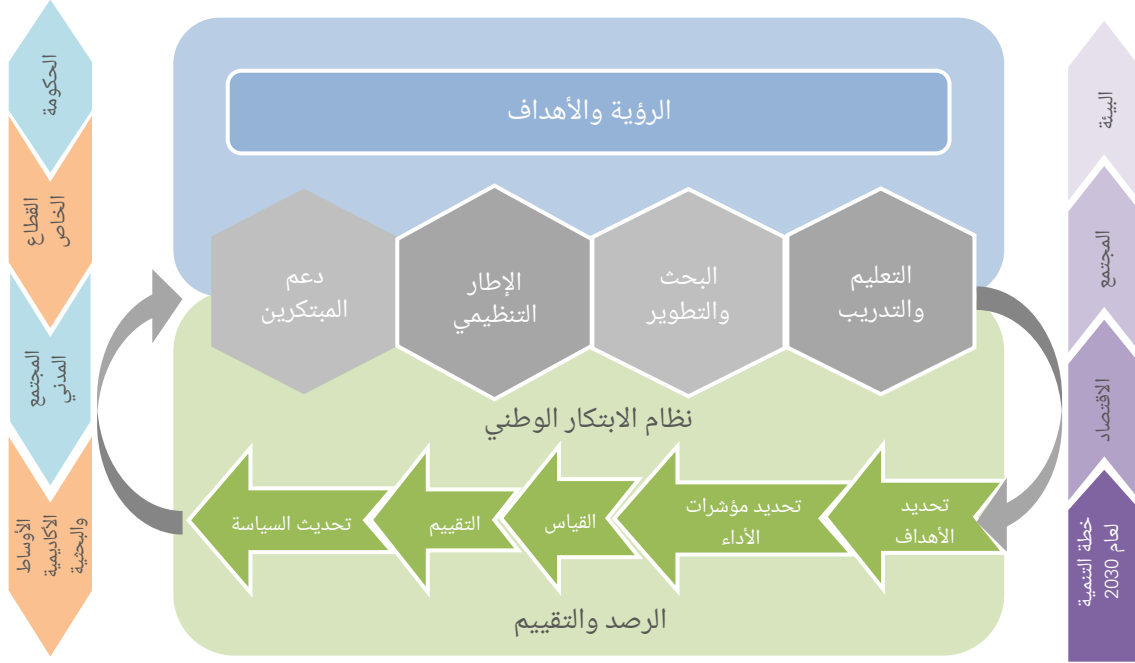 الرؤية والأهداف
التعليم
والتدريب
البحث
والتطوير
الإطار
التنظيمي
دعم
المبتكرين
نظام الابتكار الوطني
تحديد
الأهداف
تحديد مؤشرات
الأداء
القياس
التقييم
تحديث السياسة
الرصد والتقييم
البيئة
المجتمع
الاقتصاد
خطة التنمية
لعام 2030
الحكومة
القطاع
الخاص
المجتمع
المدني
الأوساط
الأكاديمية
والبحثية